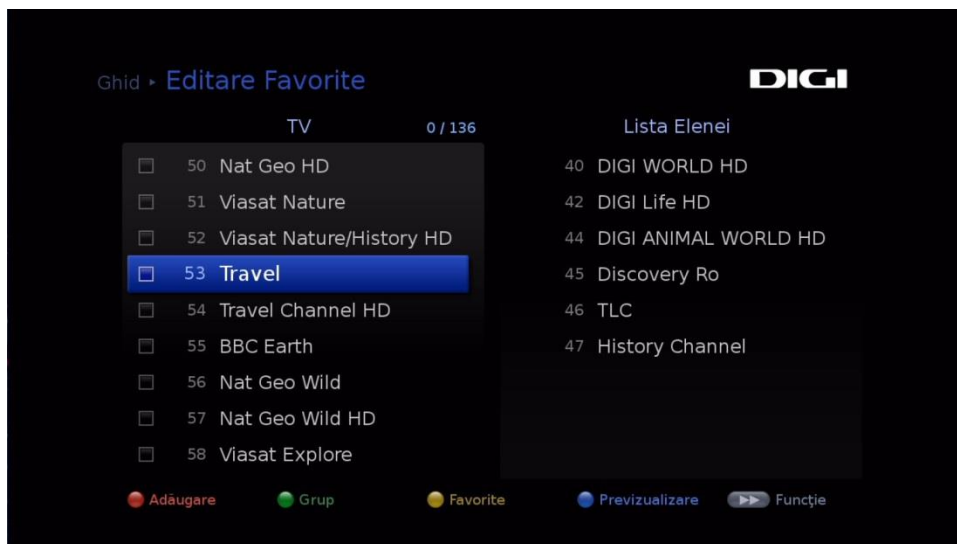 Ghid ▸ Editare Favorite
DIGI
TV 0 / 136
50 Nat Geo HD
51 Viasat Nature
52 Viasat Nature/History HD
53 Travel
54 Travel Channel HD
55 BBC Earth
56 Nat Geo Wild
57 Nat Geo Wild HD
58 Viasat Explore
Lista Elenei
40 DIGI WORLD HD
42 DIGI Life HD
44 DIGI ANIMAL WORLD HD
45 Discovery Ro
46 TLC
47 History Channel
Adăugare Grup Favorite Previzualizare Funcţie